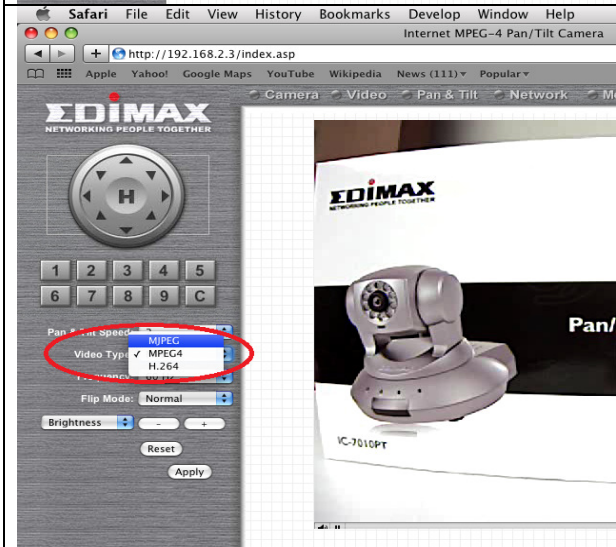 Safari File Edit View History Bookmarks Develop Window Help
Internet MPEG-4 Pan/Tilt Camera
http://192.168.2.3/index.asp
Apple Yahoo! Google Maps YouTube Wikipedia News (111) Popular
Camera Video Pan & Tilt Network
EDIMAX
NETWORKING PEOPLE TOGETHER
H
1 2 3 4 5
6 7 8 9 C
Pan & Tilt Speed:
MJPEG
Video Type ✓ MPEG4
H.264
Flip Mode: Normal
Brightness - +
Reset
Apply
EDIMAX
NETWORKING PEOPLE TOGETHER
Pan/
IC-7010PT